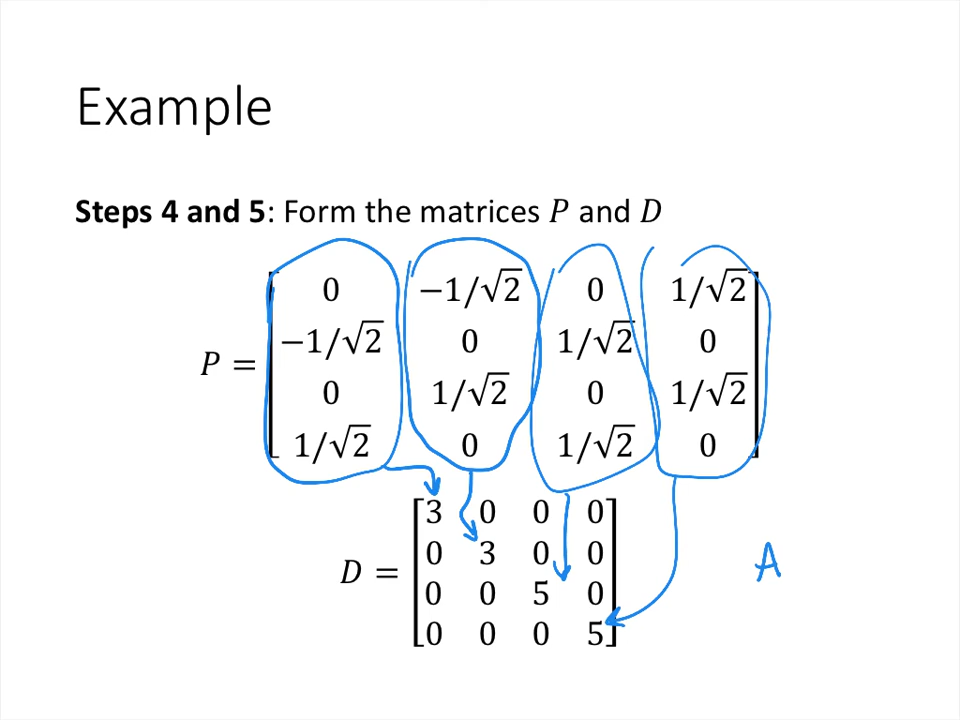 Example
Steps 4 and 5: Form the matrices P and D
P = [ 0 −1/√2 0 1/√2
−1/√2 0 1/√2 0
0 1/√2 0 1/√2
1/√2 0 1/√2 0 ]
D = [ 3 0 0 0
0 3 0 0
0 0 5 0
0 0 0 5 ]
A